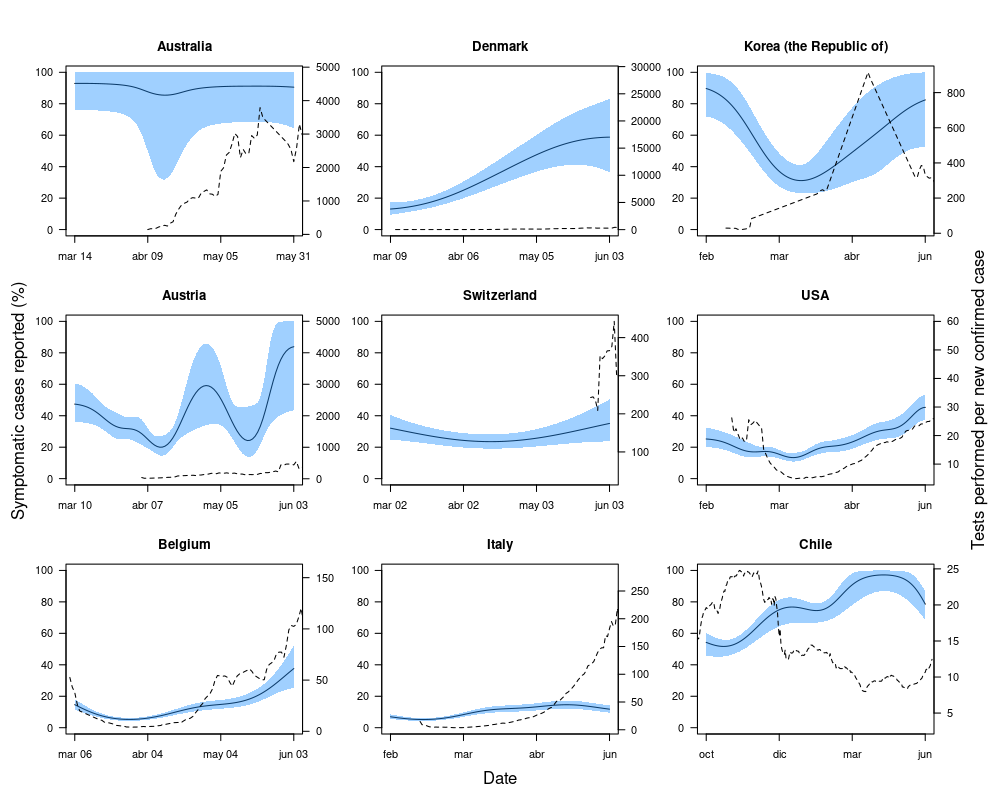 Australia
100
80
60
40
20
0
5000
4000
3000
2000
1000
0
mar 14
abr 09
may 05
may 31
Denmark
100
80
60
40
20
0
30000
25000
20000
15000
10000
5000
0
mar 09
abr 06
may 05
jun 03
Korea (the Republic of)
100
80
60
40
20
0
800
600
400
200
0
feb
mar
abr
jun
Symptomatic cases reported (%)
Austria
100
80
60
40
20
0
5000
4000
3000
2000
1000
0
mar 10
abr 07
may 05
jun 03
Switzerland
100
80
60
40
20
0
400
300
200
100
mar 02
abr 03
may 03
jun 03
USA
100
80
60
40
20
0
60
50
40
30
20
10
feb
mar
abr
jun
Tests performed per new confirmed case
Belgium
100
80
60
40
20
0
150
100
50
0
mar 06
abr 04
may 04
jun 03
Italy
100
80
60
40
20
0
250
200
150
100
50
0
feb
mar
abr
jun
Chile
100
80
60
40
20
0
25
20
15
10
5
oct
dic
mar
jun
Date